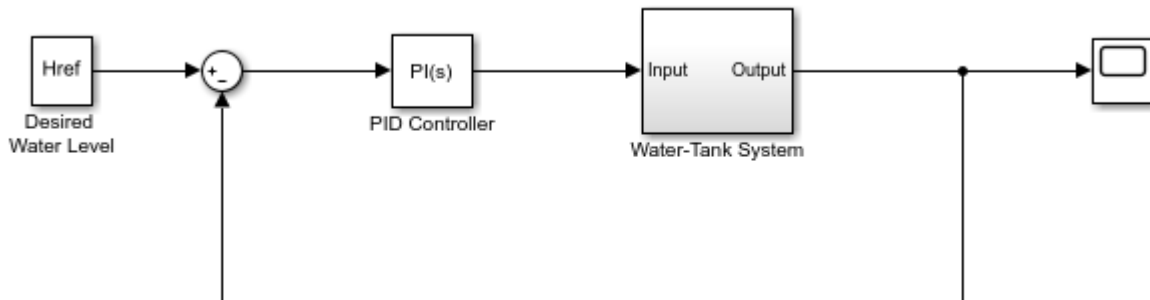 Href
+
-
PI(s)
Input
Output
Desired
Water Level
PID Controller
Water-Tank System